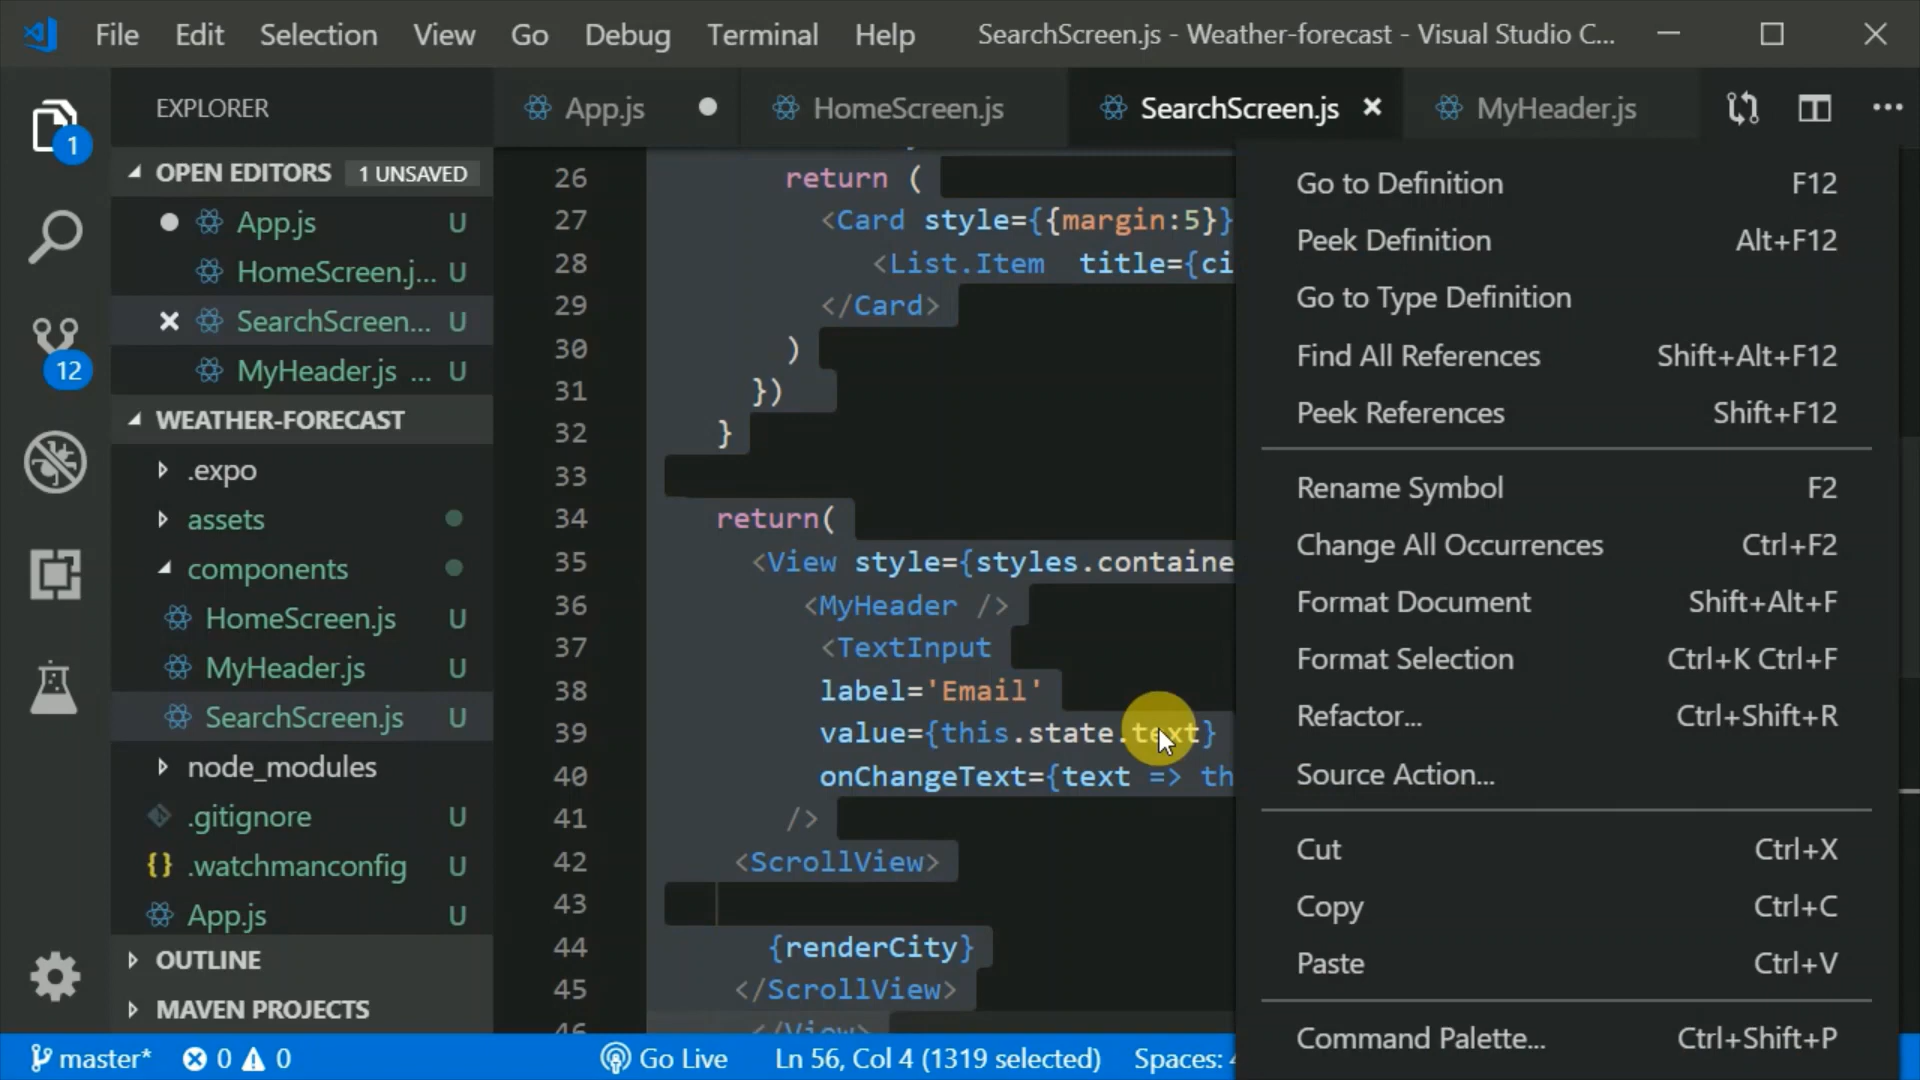 File Edit Selection View Go Debug Terminal Help SearchScreen.js - Weather-forecast - Visual Studio C...
EXPLORER
OPEN EDITORS 1 UNSAVED
App.js U
HomeScreen.j... U
SearchScreen... U
MyHeader.js ... U
WEATHER-FORECAST
.expo
assets
components
HomeScreen.js U
MyHeader.js U
SearchScreen.js U
node_modules
.gitignore U
.watchmanconfig U
App.js U
OUTLINE
MAVEN PROJECTS
1
12
App.js HomeScreen.js SearchScreen.js MyHeader.js
26 return (
27 <Card style={{margin:5}}
28 <List.Item title={ci
29 </Card>
30 )
31 })
32 }
33
34 return(
35 <View style={styles.containe
36 <MyHeader />
37 <TextInput
38 label='Email'
39 value={this.state.text}
40 onChangeText={text => th
41 />
42 <ScrollView>
43
44 {renderCity}
45 </ScrollView>
46 </View>
Go to Definition F12
Peek Definition Alt+F12
Go to Type Definition
Find All References Shift+Alt+F12
Peek References Shift+F12
Rename Symbol F2
Change All Occurrences Ctrl+F2
Format Document Shift+Alt+F
Format Selection Ctrl+K Ctrl+F
Refactor... Ctrl+Shift+R
Source Action...
Cut Ctrl+X
Copy Ctrl+C
Paste Ctrl+V
Command Palette... Ctrl+Shift+P
master* 0 0 Go Live Ln 56, Col 4 (1319 selected) Spaces: